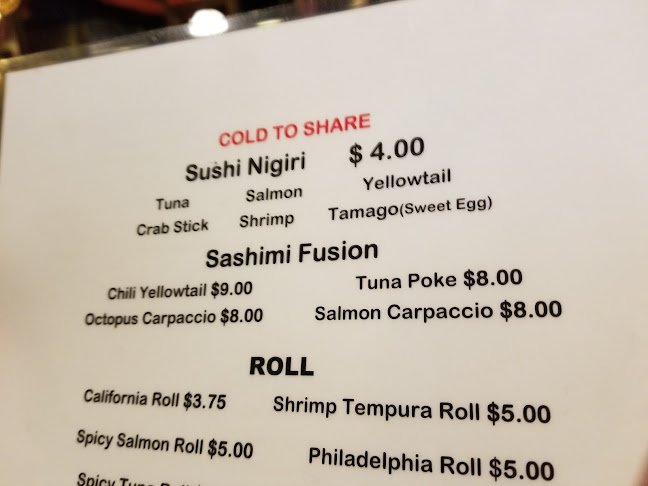 COLD TO SHARE
Sushi Nigiri $ 4.00
Tuna Salmon Yellowtail
Crab Stick Shrimp Tamago(Sweet Egg)
Sashimi Fusion
Chili Yellowtail $9.00 Tuna Poke $8.00
Octopus Carpaccio $8.00 Salmon Carpaccio $8.00
ROLL
California Roll $3.75 Shrimp Tempura Roll $5.00
Spicy Salmon Roll $5.00 Philadelphia Roll $5.00
Spicy Tuna